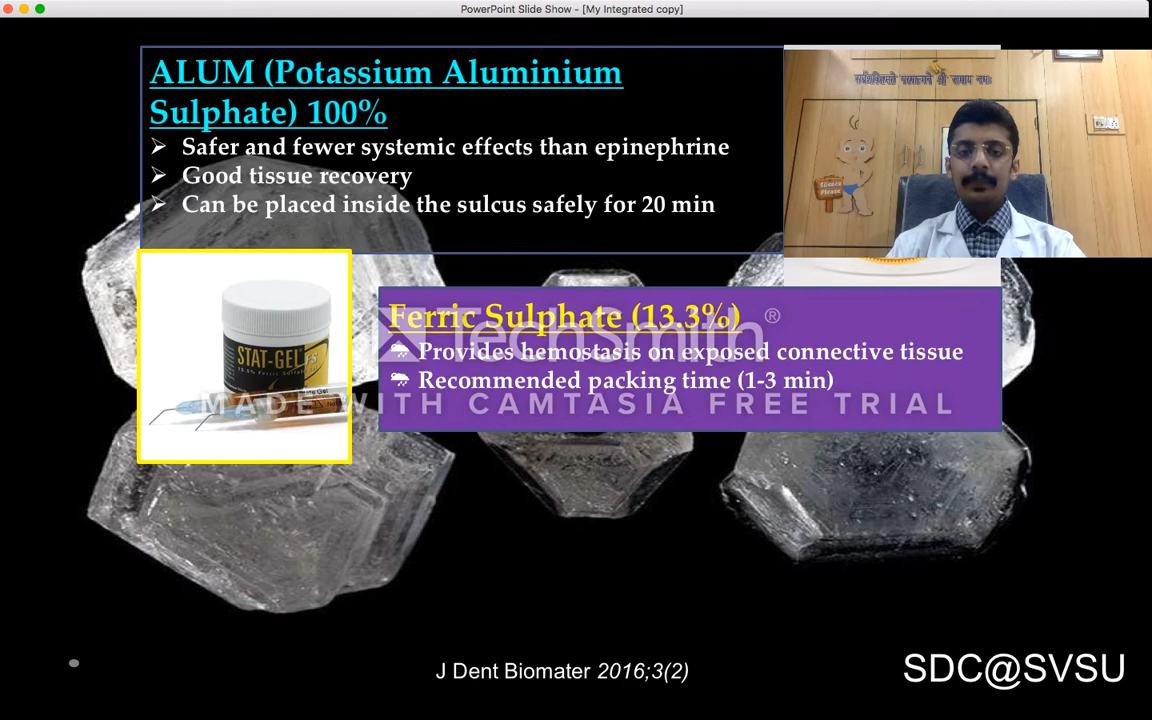 PowerPoint Slide Show - [My Integrated copy]
ALUM (Potassium Aluminium
Sulphate) 100%
Safer and fewer systemic effects than epinephrine
Good tissue recovery
Can be placed inside the sulcus safely for 20 min
Silence
Please
STAT-GEL FS
Ferric Sulphate (13.3%)
TechSmith®
Provides hemostasis on exposed connective tissue
Recommended packing time (1-3 min)
MADE WITH CAMTASIA FREE TRIAL
J Dent Biomater 2016;3(2)
SDC@SVSU